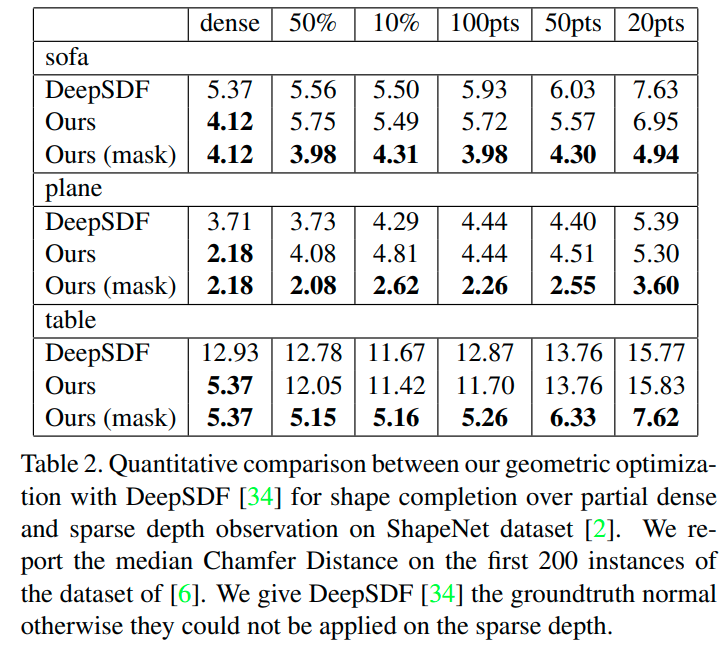 dense 50% 10% 100pts 50pts 20pts
sofa
DeepSDF 5.37 5.56 5.50 5.93 6.03 7.63
Ours 4.12 5.75 5.49 5.72 5.57 6.95
Ours (mask) 4.12 3.98 4.31 3.98 4.30 4.94
plane
DeepSDF 3.71 3.73 4.29 4.44 4.40 5.39
Ours 2.18 4.08 4.81 4.44 4.51 5.30
Ours (mask) 2.18 2.08 2.62 2.26 2.55 3.60
table
DeepSDF 12.93 12.78 11.67 12.87 13.76 15.77
Ours 5.37 12.05 11.42 11.70 13.76 15.83
Ours (mask) 5.37 5.15 5.16 5.26 6.33 7.62
Table 2. Quantitative comparison between our geometric optimiza-
tion with DeepSDF [34] for shape completion over partial dense
and sparse depth observation on ShapeNet dataset [2]. We re-
port the median Chamfer Distance on the first 200 instances of
the dataset of [6]. We give DeepSDF [34] the groundtruth normal
otherwise they could not be applied on the sparse depth.